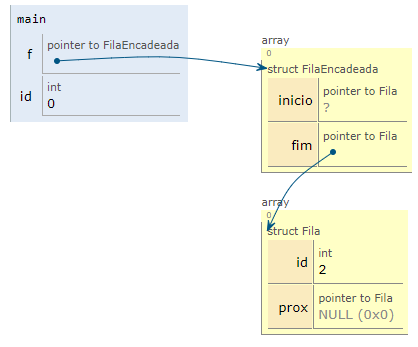 main
f pointer to FilaEncadeada
id int
0
array
0
struct FilaEncadeada
inicio pointer to Fila
?
fim pointer to Fila
array
0
struct Fila
id int
2
prox pointer to Fila
NULL (0x0)